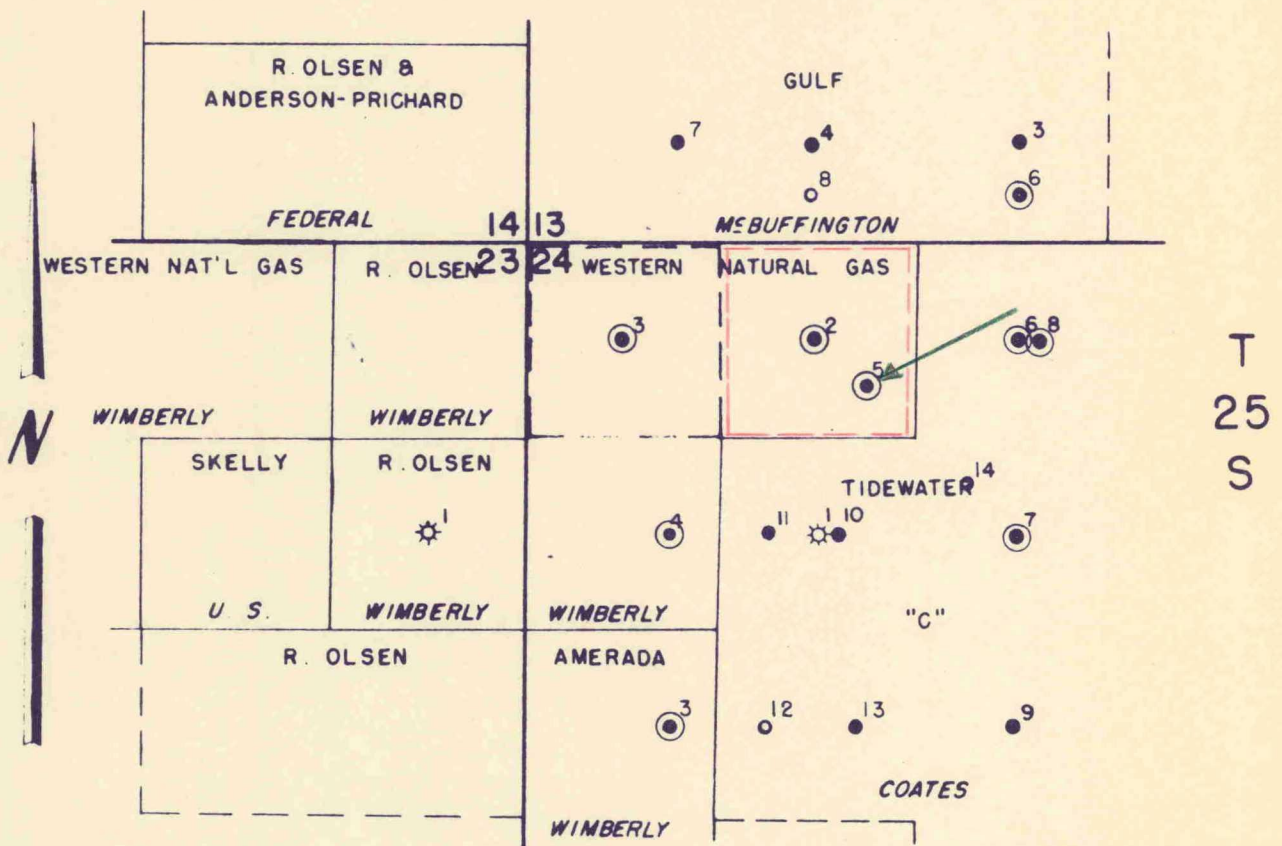 R. OLSEN &
ANDERSON-PRICHARD
GULF
7 4 3
8 6
FEDERAL 14 13 McBUFFINGTON
WESTERN NAT'L GAS R. OLSEN 23 24 WESTERN NATURAL GAS
3 2 6 8
5
T
25
S
N
WIMBERLY WIMBERLY
SKELLY R. OLSEN
TIDEWATER 14
1 4 11 1 10 7
U. S. WIMBERLY WIMBERLY "C"
R. OLSEN AMERADA
3 12 13 9
COATES
WIMBERLY